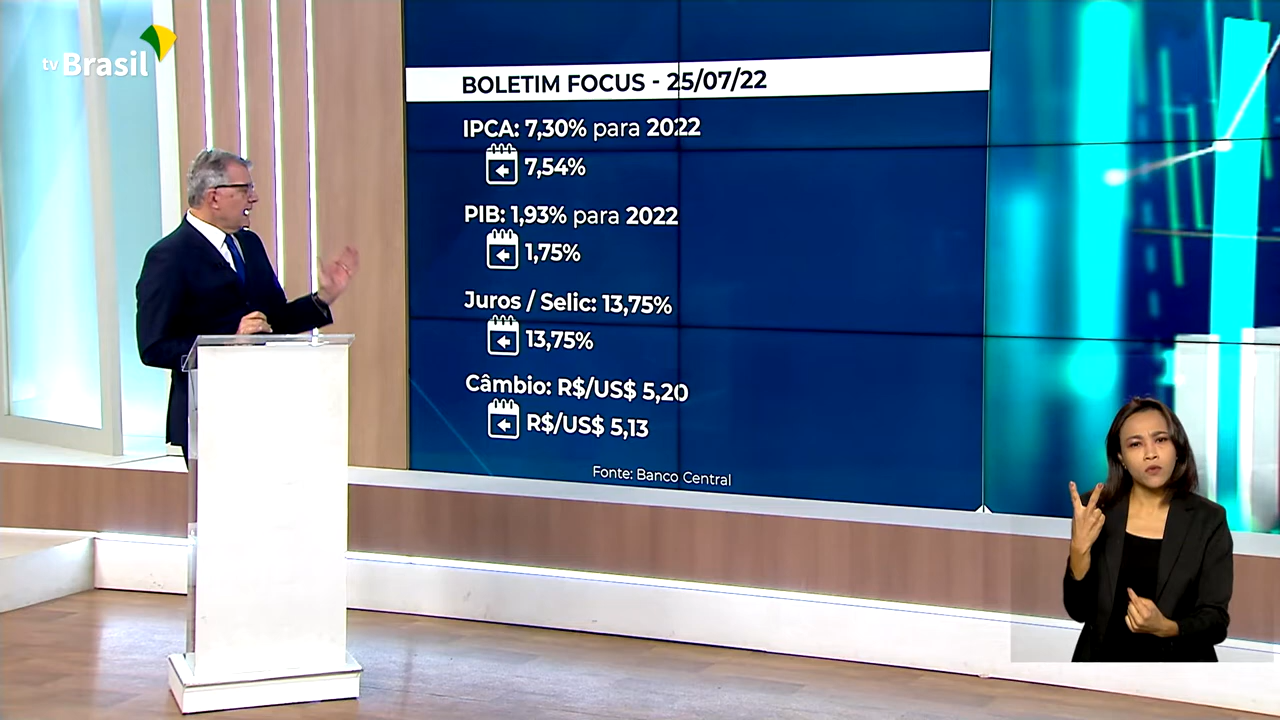 tv Brasil
BOLETIM FOCUS - 25/07/22
IPCA: 7,30% para 2022
7,54%
PIB: 1,93% para 2022
1,75%
Juros / Selic: 13,75%
13,75%
Câmbio: R$/US$ 5,20
R$/US$ 5,13
Fonte: Banco Central